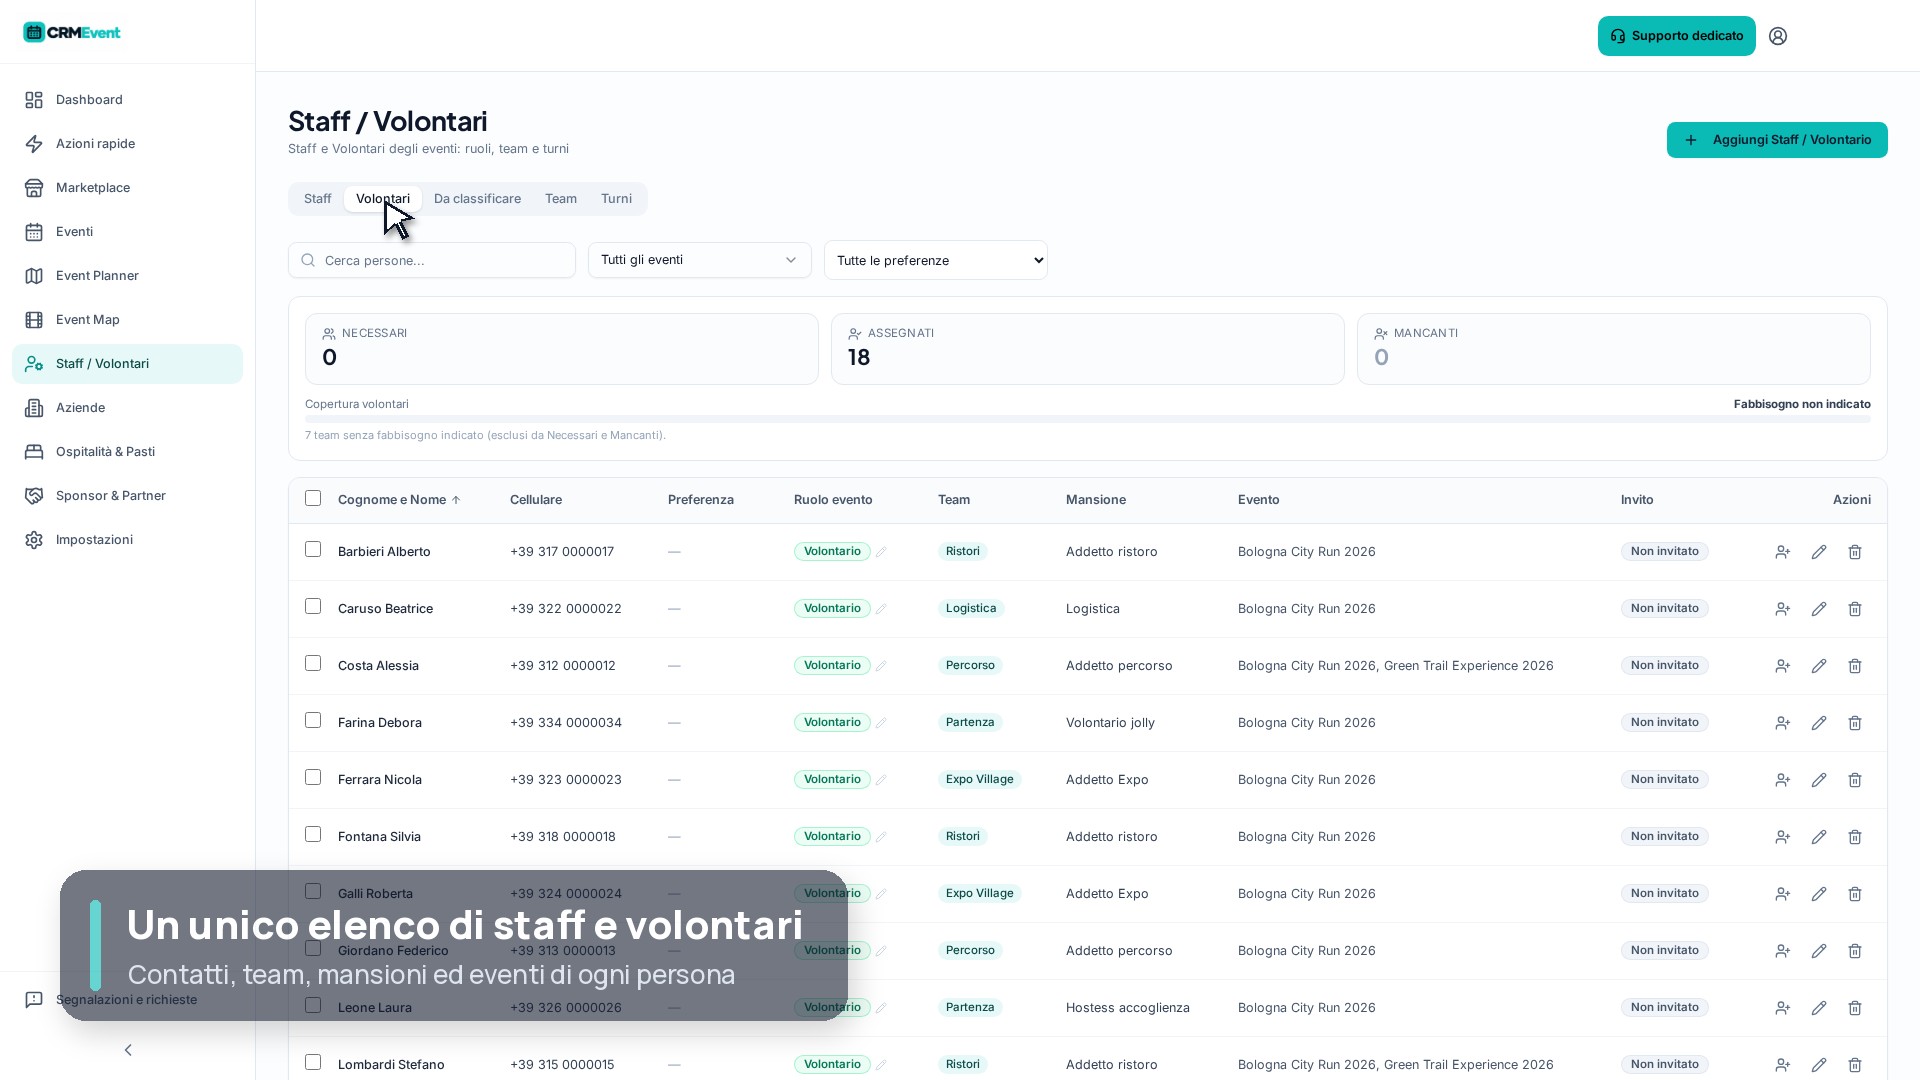 CRMEvent
Supporto dedicato
Dashboard
Azioni rapide
Marketplace
Eventi
Event Planner
Event Map
Staff / Volontari
Aziende
Ospitalità & Pasti
Sponsor & Partner
Impostazioni
Segnalazioni e richieste
Staff / Volontari
Staff e Volontari degli eventi: ruoli, team e turni
Aggiungi Staff / Volontario
Staff Volontari Da classificare Team Turni
Cerca persone... Tutti gli eventi Tutte le preferenze
NECESSARI ASSEGNATI MANCANTI
0 18 0
Copertura volontari Fabbisogno non indicato
7 team senza fabbisogno indicato (esclusi da Necessari e Mancanti).
Cognome e Nome ↑ Cellulare Preferenza Ruolo evento Team Mansione Evento Invito Azioni
Barbieri Alberto +39 317 0000017 — Volontario Ristori Addetto ristoro Bologna City Run 2026 Non invitato
Caruso Beatrice +39 322 0000022 — Volontario Logistica Logistica Bologna City Run 2026 Non invitato
Costa Alessia +39 312 0000012 — Volontario Percorso Addetto percorso Bologna City Run 2026, Green Trail Experience 2026 Non invitato
Farina Debora +39 334 0000034 — Volontario Partenza Volontario jolly Bologna City Run 2026 Non invitato
Ferrara Nicola +39 323 0000023 — Volontario Expo Village Addetto Expo Bologna City Run 2026 Non invitato
Fontana Silvia +39 318 0000018 — Volontario Ristori Addetto ristoro Bologna City Run 2026 Non invitato
Galli Roberta +39 324 0000024 — Volontario Expo Village Addetto Expo Bologna City Run 2026 Non invitato
Giordano Federico +39 313 0000013 — Volontario Percorso Addetto percorso Bologna City Run 2026 Non invitato
Leone Laura +39 326 0000026 — Volontario Partenza Hostess accoglienza Bologna City Run 2026 Non invitato
Lombardi Stefano +39 315 0000015 — Volontario Ristori Addetto ristoro Bologna City Run 2026, Green Trail Experience 2026 Non invitato
Un unico elenco di staff e volontari
Contatti, team, mansioni ed eventi di ogni persona